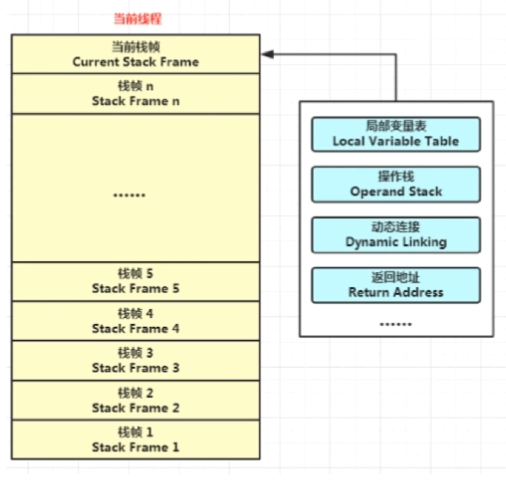 当前线程
当前栈帧
Current Stack Frame
栈帧 n
Stack Frame n
......
栈帧 5
Stack Frame 5
栈帧 4
Stack Frame 4
栈帧 3
Stack Frame 3
栈帧 2
Stack Frame 2
栈帧 1
Stack Frame 1
局部变量表
Local Variable Table
操作栈
Operand Stack
动态连接
Dynamic Linking
返回地址
Return Address
......